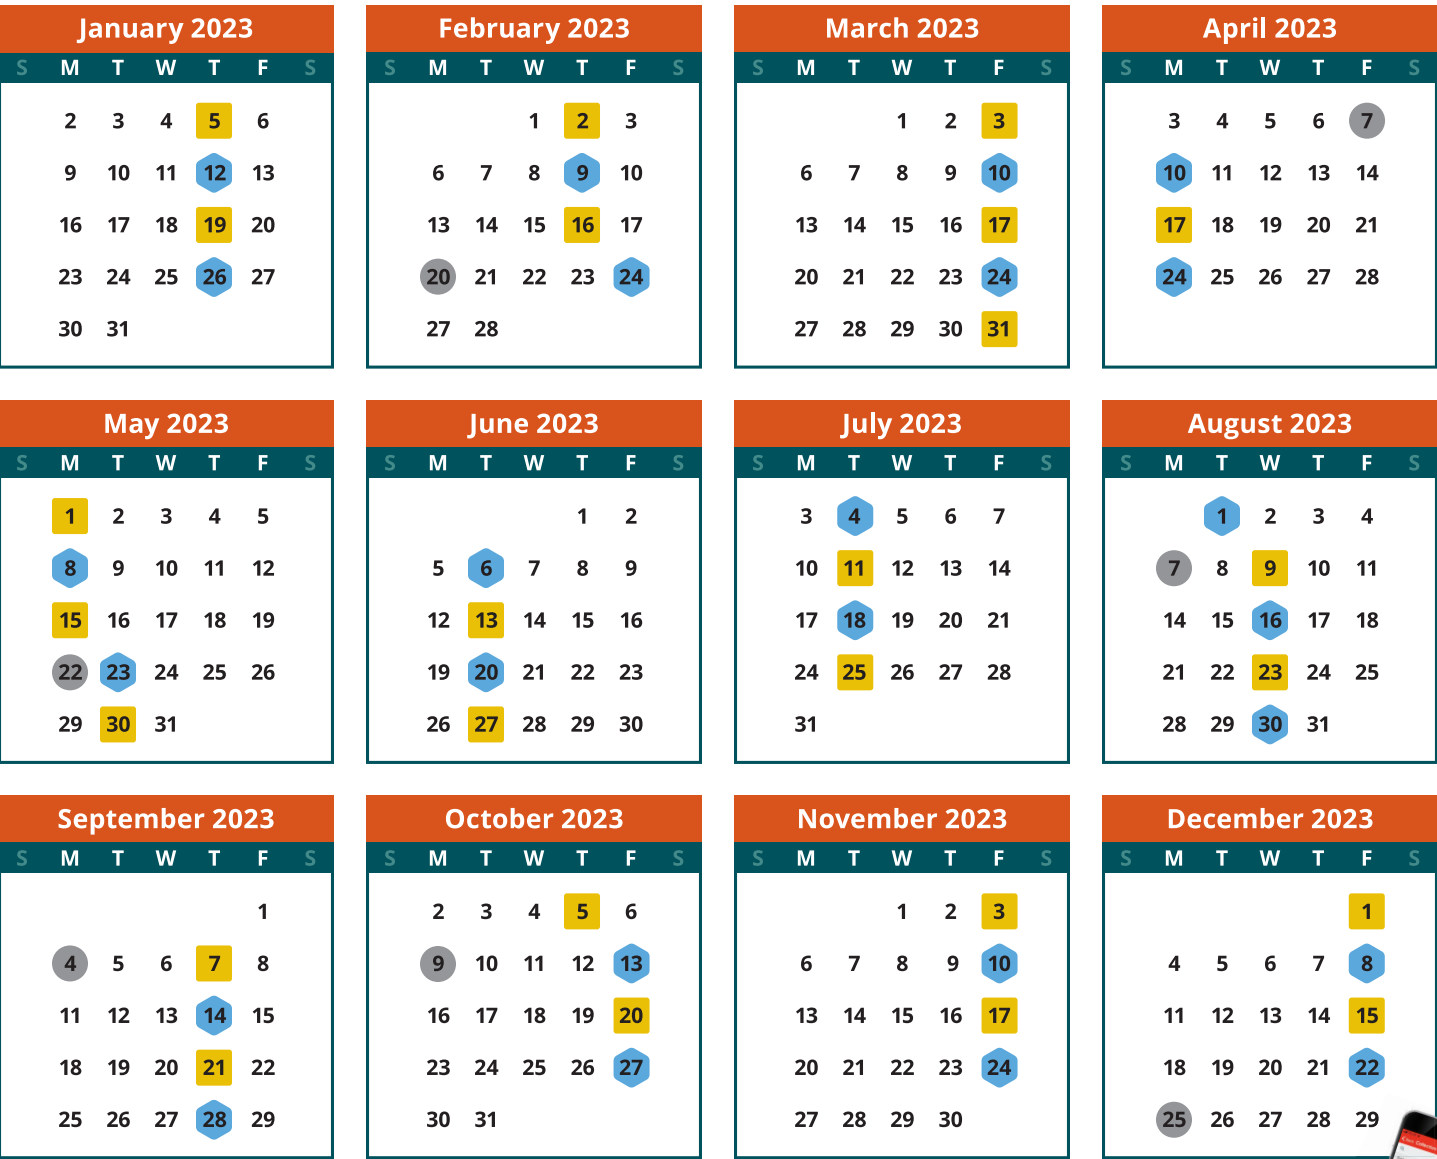 January 2023
S M T W T F S
2 3 4 5 6
9 10 11 12 13
16 17 18 19 20
23 24 25 26 27
30 31
February 2023
S M T W T F S
1 2 3
6 7 8 9 10
13 14 15 16 17
20 21 22 23 24
27 28
March 2023
S M T W T F S
1 2 3
6 7 8 9 10
13 14 15 16 17
20 21 22 23 24
27 28 29 30 31
April 2023
S M T W T F S
3 4 5 6 7
10 11 12 13 14
17 18 19 20 21
24 25 26 27 28
May 2023
S M T W T F S
1 2 3 4 5
8 9 10 11 12
15 16 17 18 19
22 23 24 25 26
29 30 31
June 2023
S M T W T F S
1 2
5 6 7 8 9
12 13 14 15 16
19 20 21 22 23
26 27 28 29 30
July 2023
S M T W T F S
3 4 5 6 7
10 11 12 13 14
17 18 19 20 21
24 25 26 27 28
31
August 2023
S M T W T F S
1 2 3 4
7 8 9 10 11
14 15 16 17 18
21 22 23 24 25
28 29 30 31
September 2023
S M T W T F S
1
4 5 6 7 8
11 12 13 14 15
18 19 20 21 22
25 26 27 28 29
October 2023
S M T W T F S
2 3 4 5 6
9 10 11 12 13
16 17 18 19 20
23 24 25 26 27
30 31
November 2023
S M T W T F S
1 2 3
6 7 8 9 10
13 14 15 16 17
20 21 22 23 24
27 28 29 30
December 2023
S M T W T F S
1
4 5 6 7 8
11 12 13 14 15
18 19 20 21 22
25 26 27 28 29